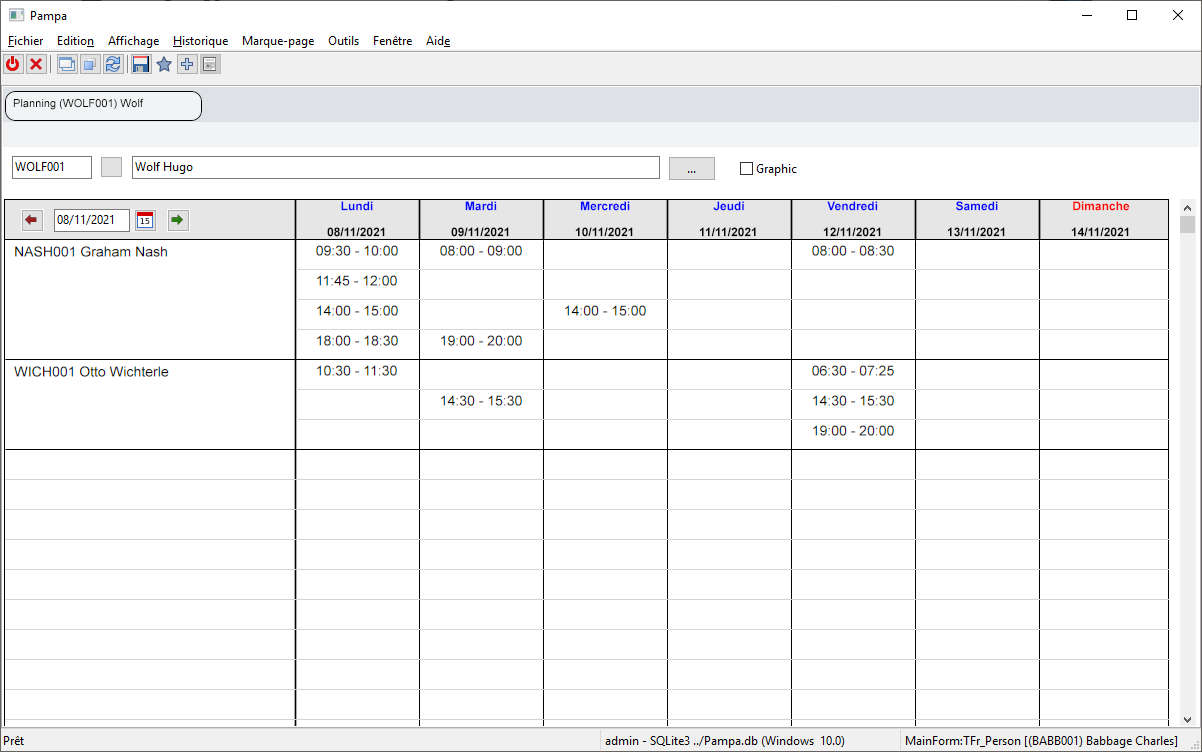 Pampa
Fichier Edition Affichage Historique Marque-page Outils Fenêtre Aide
Planning (WOLF001) Wolf
WOLF001 Wolf Hugo ... Graphic
08/11/2021 15
Lundi Mardi Mercredi Jeudi Vendredi Samedi Dimanche
08/11/2021 09/11/2021 10/11/2021 11/11/2021 12/11/2021 13/11/2021 14/11/2021
NASH001 Graham Nash 09:30 - 10:00 08:00 - 09:00 08:00 - 08:30
11:45 - 12:00
14:00 - 15:00 14:00 - 15:00
18:00 - 18:30 19:00 - 20:00
WICH001 Otto Wichterle 10:30 - 11:30 06:30 - 07:25
14:30 - 15:30 14:30 - 15:30
19:00 - 20:00
Prêt admin - SQLite3 ../Pampa.db (Windows 10.0) MainForm:TFr_Person [(BABB001) Babbage Charles]